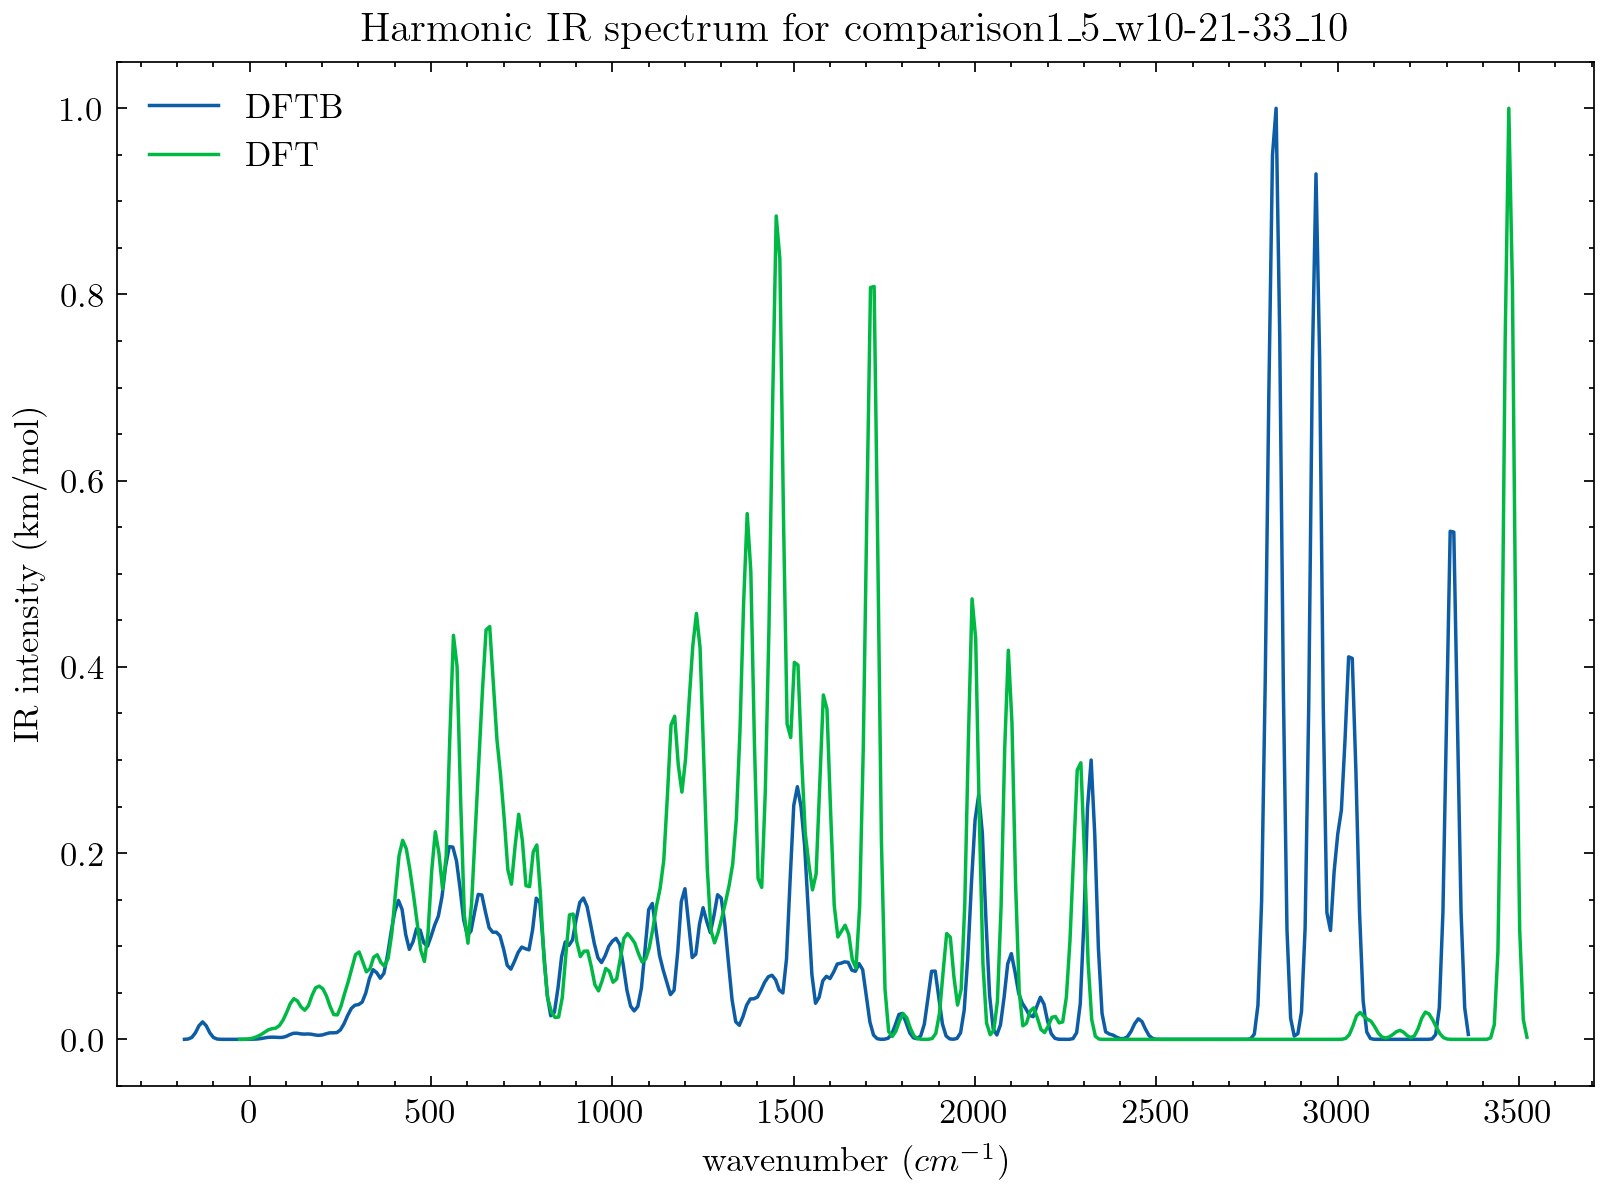 Harmonic IR spectrum for comparison1_5_w10-21-33_10
DFTB
DFT
1.0
0.8
0.6
0.4
0.2
0.0
IR intensity (km/mol)
0 500 1000 1500 2000 2500 3000 3500
wavenumber (cm⁻¹)